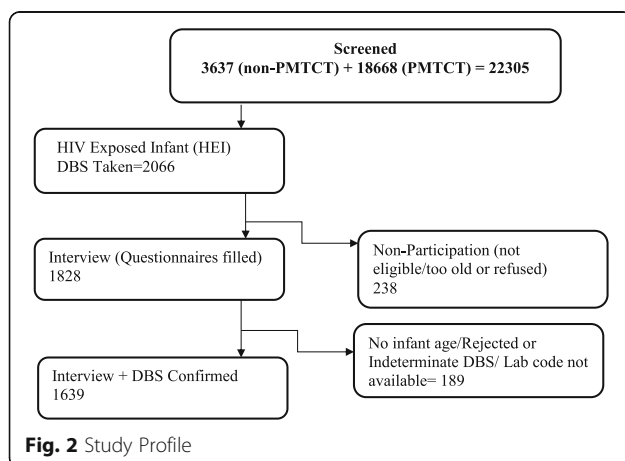 Screened
3637 (non-PMTCT) + 18668 (PMTCT) = 22305
HIV Exposed Infant (HEI)
DBS Taken=2066
Interview (Questionnaires filled)
1828
Non-Participation (not
eligible/too old or refused)
238
No infant age/Rejected or
Indeterminate DBS/ Lab code not
available= 189
Interview + DBS Confirmed
1639
Fig. 2 Study Profile